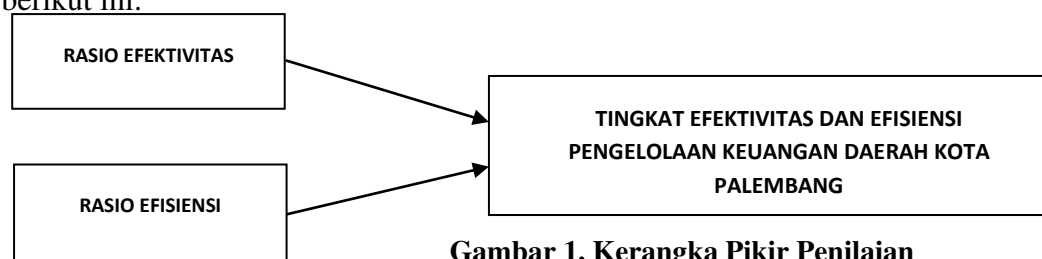 berikut ini.
RASIO EFEKTIVITAS
TINGKAT EFEKTIVITAS DAN EFISIENSI
PENGELOLAAN KEUANGAN DAERAH KOTA
PALEMBANG
RASIO EFISIENSI
Gambar 1. Kerangka Pikir Penilaian